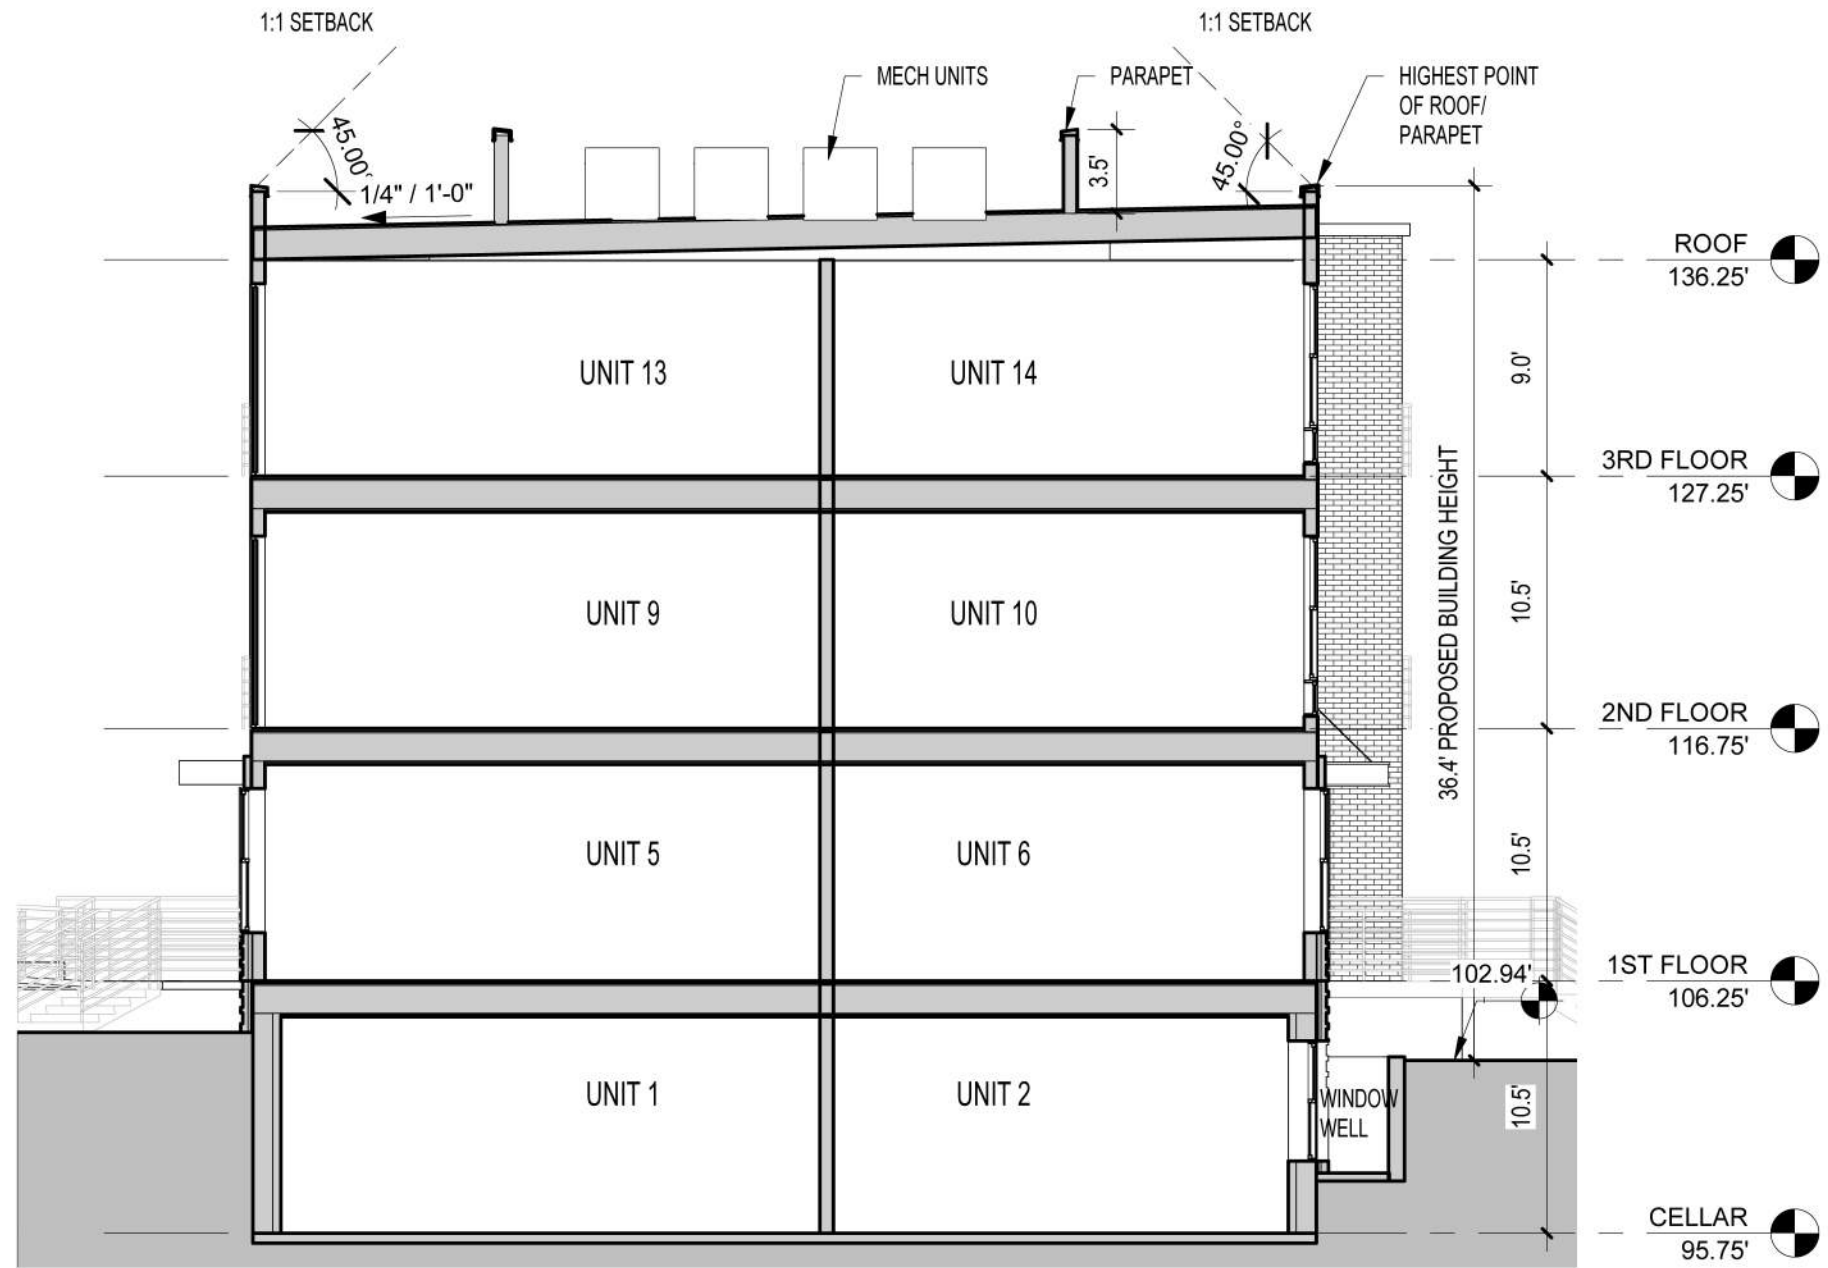 1:1 SETBACK
1:1 SETBACK
MECH UNITS
PARAPET
HIGHEST POINT
OF ROOF/
PARAPET
45.00°
1/4" / 1'-0"
3.5'
45.00°
ROOF
136.25'
UNIT 13
UNIT 14
9.0'
3RD FLOOR
127.25'
UNIT 9
UNIT 10
36.4' PROPOSED BUILDING HEIGHT
10.5'
2ND FLOOR
116.75'
UNIT 5
UNIT 6
10.5'
102.94'
1ST FLOOR
106.25'
UNIT 1
UNIT 2
WINDOW
WELL
10.5'
CELLAR
95.75'